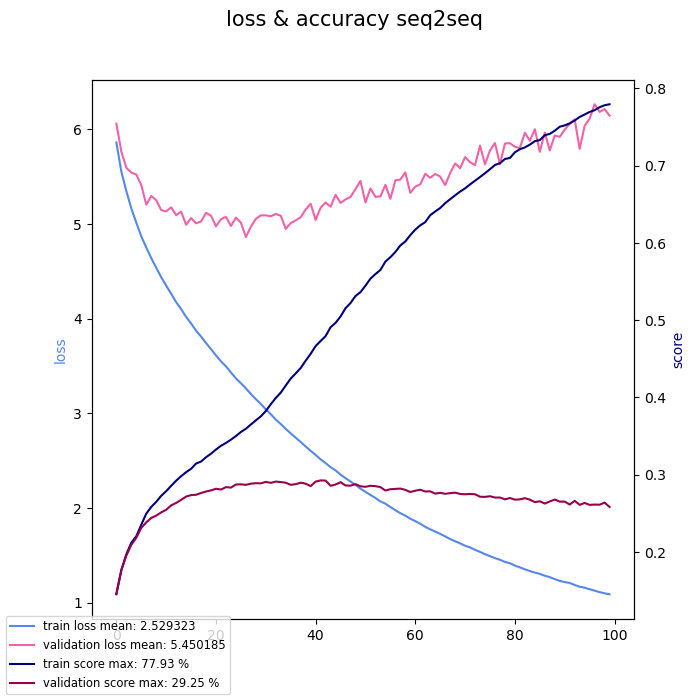 loss & accuracy seq2seq
6
5
4
3
2
1
loss
0.8
0.7
0.6
0.5
0.4
0.3
0.2
score
0 20 40 60 80 100
train loss mean: 2.529323
validation loss mean: 5.450185
train score max: 77.93 %
validation score max: 29.25 %